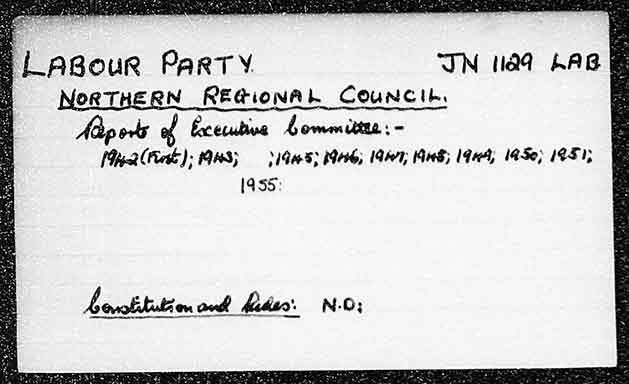 LABOUR PARTY. JN 1129 LAB
NORTHERN REGIONAL COUNCIL.
Reports of Executive Committee:-
1942 (First); 1943; ; 1945; 1946; 1947; 1948; 1949; 1950; 1951;
1955:
Constitution and Rules: N.D;